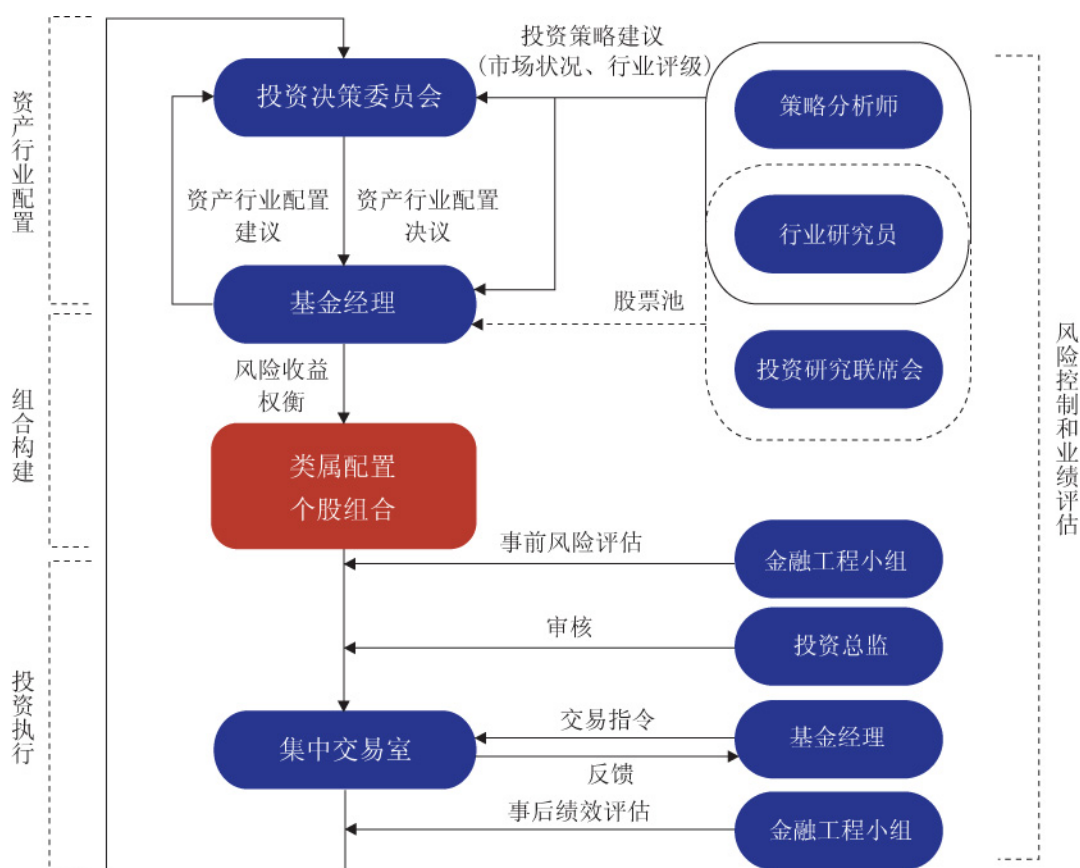 投资策略建议
(市场状况、行业评级)
投资决策委员会
策略分析师
资产行业配置
资产行业配置
建议
资产行业配置
决议
行业研究员
基金经理
股票池
投资研究联席会
风险收益
权衡
组合构建
类属配置
个股组合
风险控制和业绩评估
事前风险评估
金融工程小组
审核
投资总监
投资执行
集中交易室
交易指令
基金经理
反馈
事后绩效评估
金融工程小组